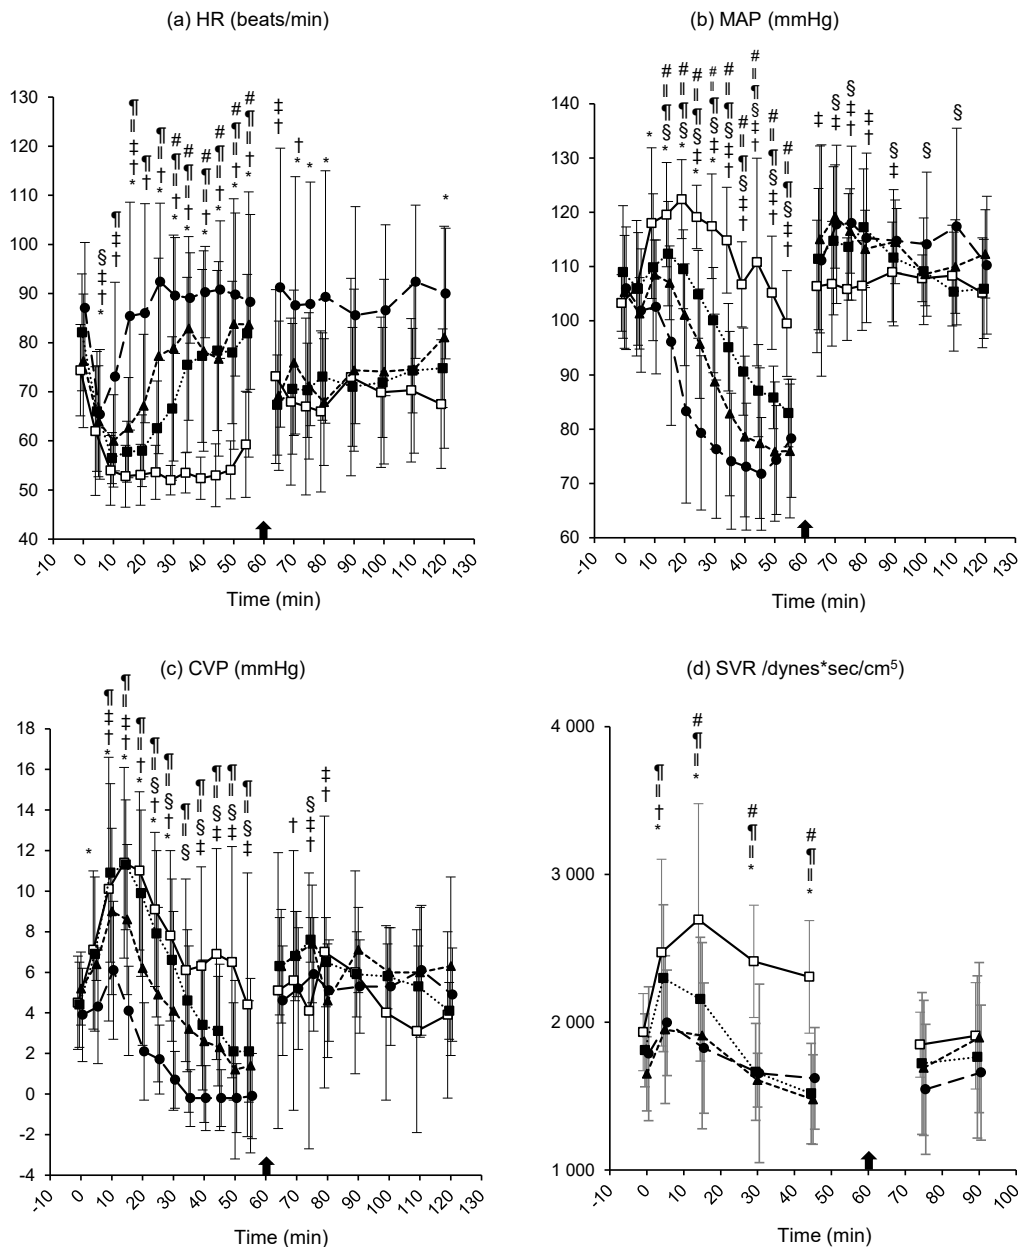 (a) HR (beats/min)
130
120
110
100
90
80
70
60
50
40
§ ‡ † *
¶ ‡ †
¶ ‖ ‡ † *
¶ †
¶ ‖ † *
# ¶ ‖ † *
# ¶ ‖ †
# ¶ ‖ † *
# ¶ ‖ † *
# ¶ ‖ † *
# ¶ ‖ † *
‡ †
† *
*
*
*
-10 0 10 20 30 40 50 60 70 80 90 100 110 120 130
Time (min)
(b) MAP (mmHg)
140
130
120
110
100
90
80
70
60
*
# ‖ ¶ § *
# ‖ ¶ § *
# ‖ ¶ § ‡ *
# ‖ ¶ § ‡ *
# ‖ ¶ § ‡ †
# ‖ ¶ § ‡ †
# ‖ ¶ § ‡ †
# ‖ ¶ § ‡ †
# ‖ ¶ § ‡ †
‡
§ ‡
§ ‡ †
‡ †
§ ‡
§
§
-10 0 10 20 30 40 50 60 70 80 90 100 110 120 130
Time (min)
(c) CVP (mmHg)
18
16
14
12
10
8
6
4
2
0
-2
-4
*
¶ ‖ ‡ † *
¶ ‖ ‡ † *
¶ ‖ † *
¶ ‖ § † *
¶ ‖ § † *
¶ ‖ §
¶ ‖ § ‡
¶ ‖ § ‡
¶ ‖ § ‡
¶ ‖ § ‡
†
§ ‡ †
‡ †
-10 0 10 20 30 40 50 60 70 80 90 100 110 120 130
Time (min)
(d) SVR /dynes*sec/cm⁵)
4 000
3 000
2 000
1 000
¶ ‖ † *
# ¶ ‖ *
# ¶ ‖ *
# ¶ ‖ *
-10 0 10 20 30 40 50 60 70 80 90 100
Time (min)